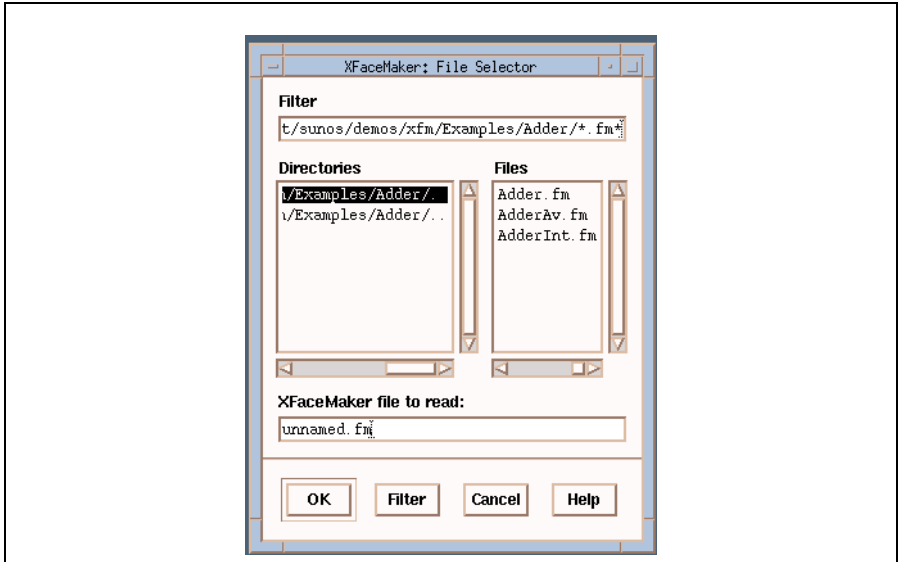 XFaceMaker: File Selector
Filter
t/sunos/demos/xfm/Examples/Adder/*.fm*
Directories
Files
ı/Examples/Adder/.
ı/Examples/Adder/..
Adder.fm
AdderAv.fm
AdderInt.fm
XFaceMaker file to read:
unnamed.fm
OK
Filter
Cancel
Help